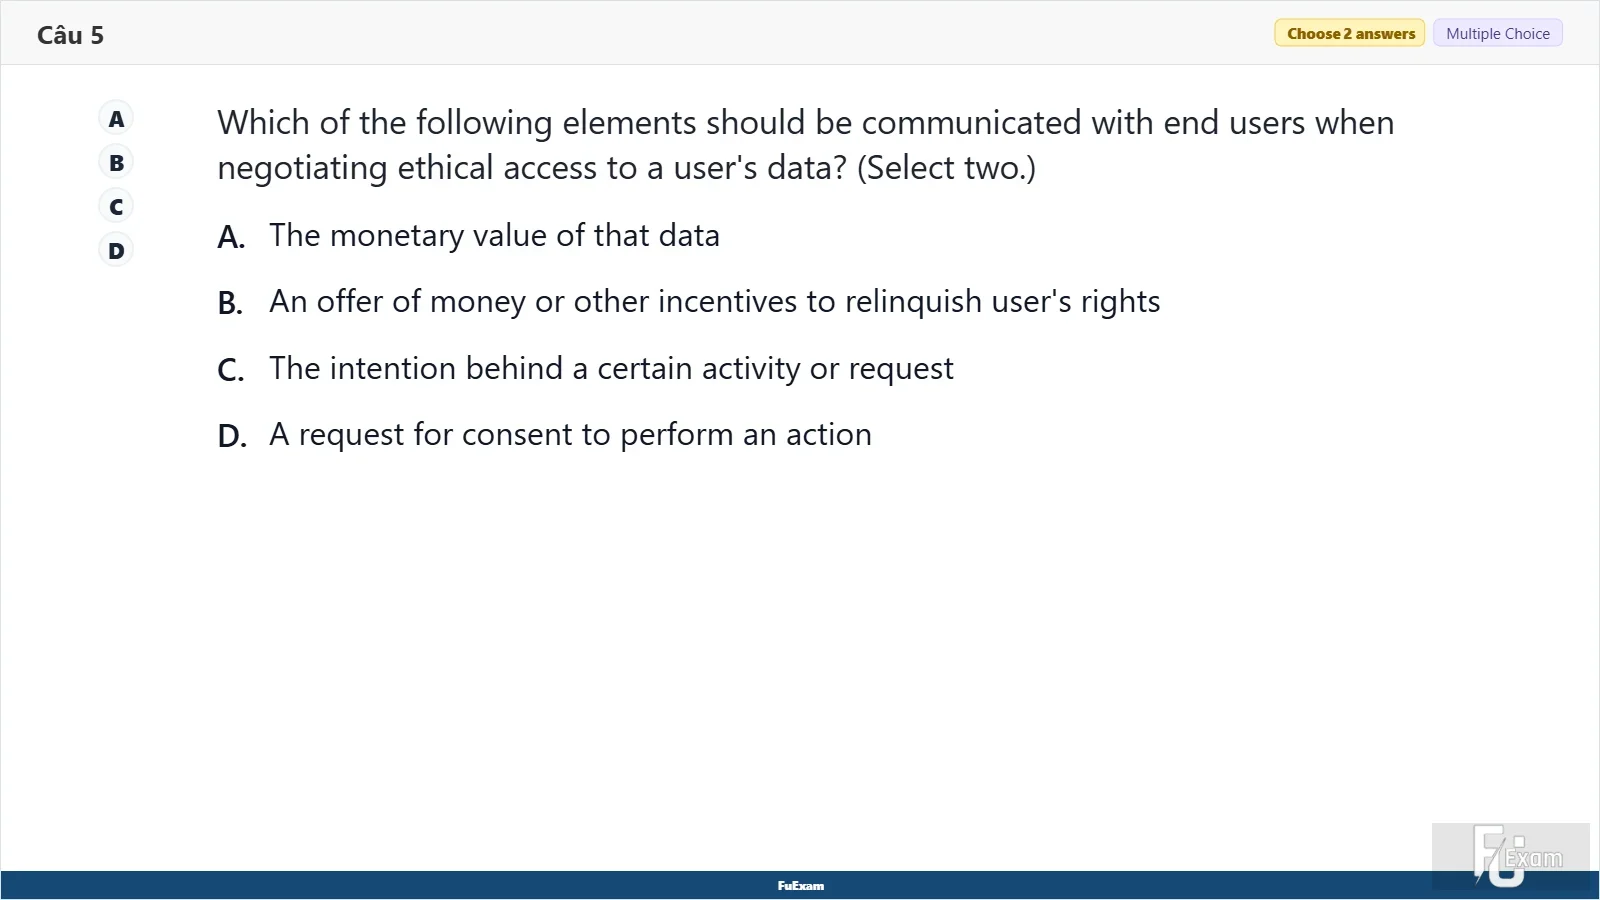 Câu 5
Choose 2 answers
Multiple Choice
A
B
C
D
Which of the following elements should be communicated with end users when
negotiating ethical access to a user's data? (Select two.)
A. The monetary value of that data
B. An offer of money or other incentives to relinquish user's rights
C. The intention behind a certain activity or request
D. A request for consent to perform an action
FU Exam
FuExam